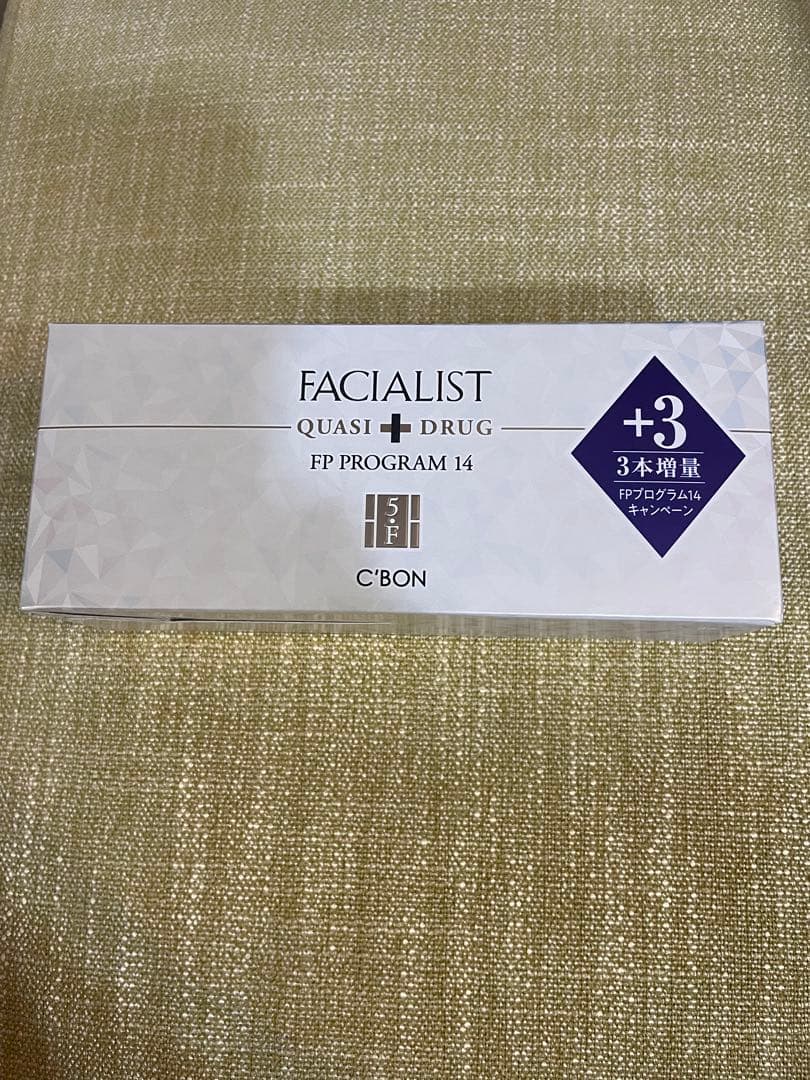 FACIALIST
QUASI DRUG
FP PROGRAM 14
5.F
C'BON
+3
3本増量
FPプログラム14
キャンペーン